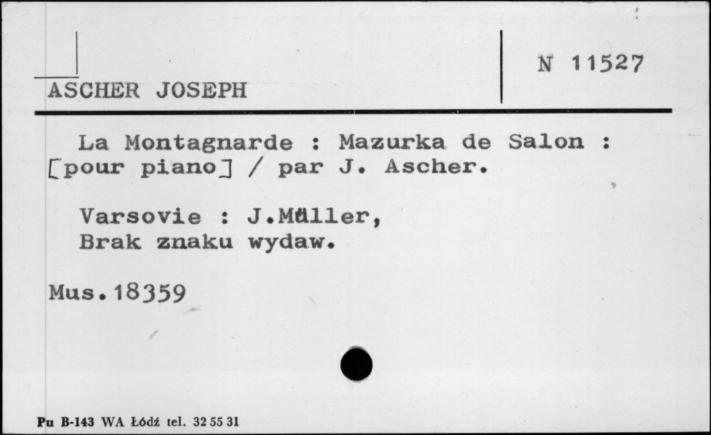 N 11527
ASCHER JOSEPH
La Montagnarde : Mazurka de Salon :
[pour piano] / par J. Ascher.
Varsovie : J.Müller,
Brak znaku wydaw.
Mus.18359
Pu B-143 WA Łódź tel. 32 55 31